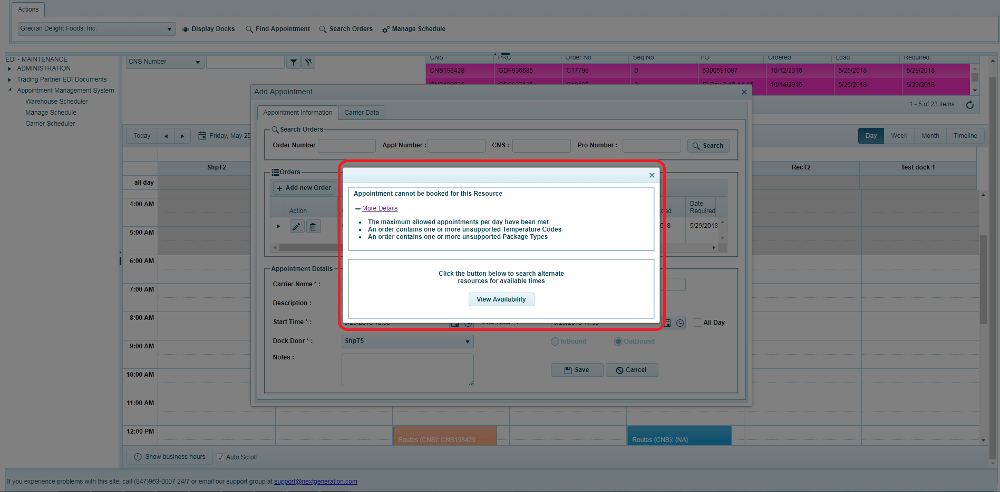 Actions
Grecian Delight Foods, Inc.
Display Docks
Find Appointment
Search Orders
Manage Schedule
EDI - MAINTENANCE
ADMINISTRATION
Trading Partner EDI Documents
Appointment Management System
Warehouse Scheduler
Manage Schedule
Carrier Scheduler
CNS Number
CNS PRO Order No Seq No PO Ordered Load Required
CNS198428 GDF936685 C17798 0 6300591087 10/12/2016 5/25/2018 5/29/2018
10/14/2016 5/25/2018 5/29/2018
1 - 5 of 23 items
Today
Friday, May 25
Day Week Month Timeline
ShpT2
RecT2
Test dock 1
all day
4:00 AM
5:00 AM
6:00 AM
7:00 AM
8:00 AM
9:00 AM
10:00 AM
11:00 AM
12:00 PM
Add Appointment
Appointment Information
Carrier Data
Search Orders
Order Number
Appt Number :
CNS :
Pro Number :
Search
Orders
+ Add new Order
Action
Date
Required
5/29/2018
Appointment cannot be booked for this Resource
More Details
• The maximum allowed appointments per day have been met
• An order contains one or more unsupported Temperature Codes
• An order contains one or more unsupported Package Types
Click the button below to search alternate
resources for available times
View Availability
Appointment Details
Carrier Name * :
Description :
Start Time * :
All Day
Dock Door * :
ShpT5
InBound
OutBound
Notes :
Save
Cancel
Routes (CNS): CNS198429
Routes (CNS): {NA}
Show business hours
Auto Scroll
If you experience problems with this site, call (847)963-0007 24/7 or email our support group at support@nextgeneration.com